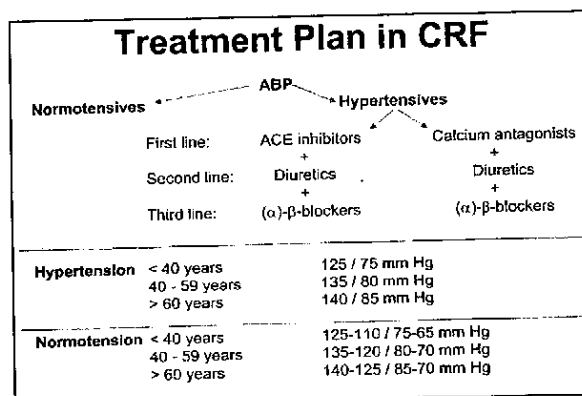 Treatment Plan in CRF
ABP
Normotensives Hypertensives
First line: ACE inhibitors Calcium antagonists
+ +
Second line: Diuretics Diuretics
+ +
Third line: (α)-β-blockers (α)-β-blockers
Hypertension < 40 years 125 / 75 mm Hg
40 - 59 years 135 / 80 mm Hg
> 60 years 140 / 85 mm Hg
Normotension < 40 years 125-110 / 75-65 mm Hg
40 - 59 years 135-120 / 80-70 mm Hg
> 60 years 140-125 / 85-70 mm Hg